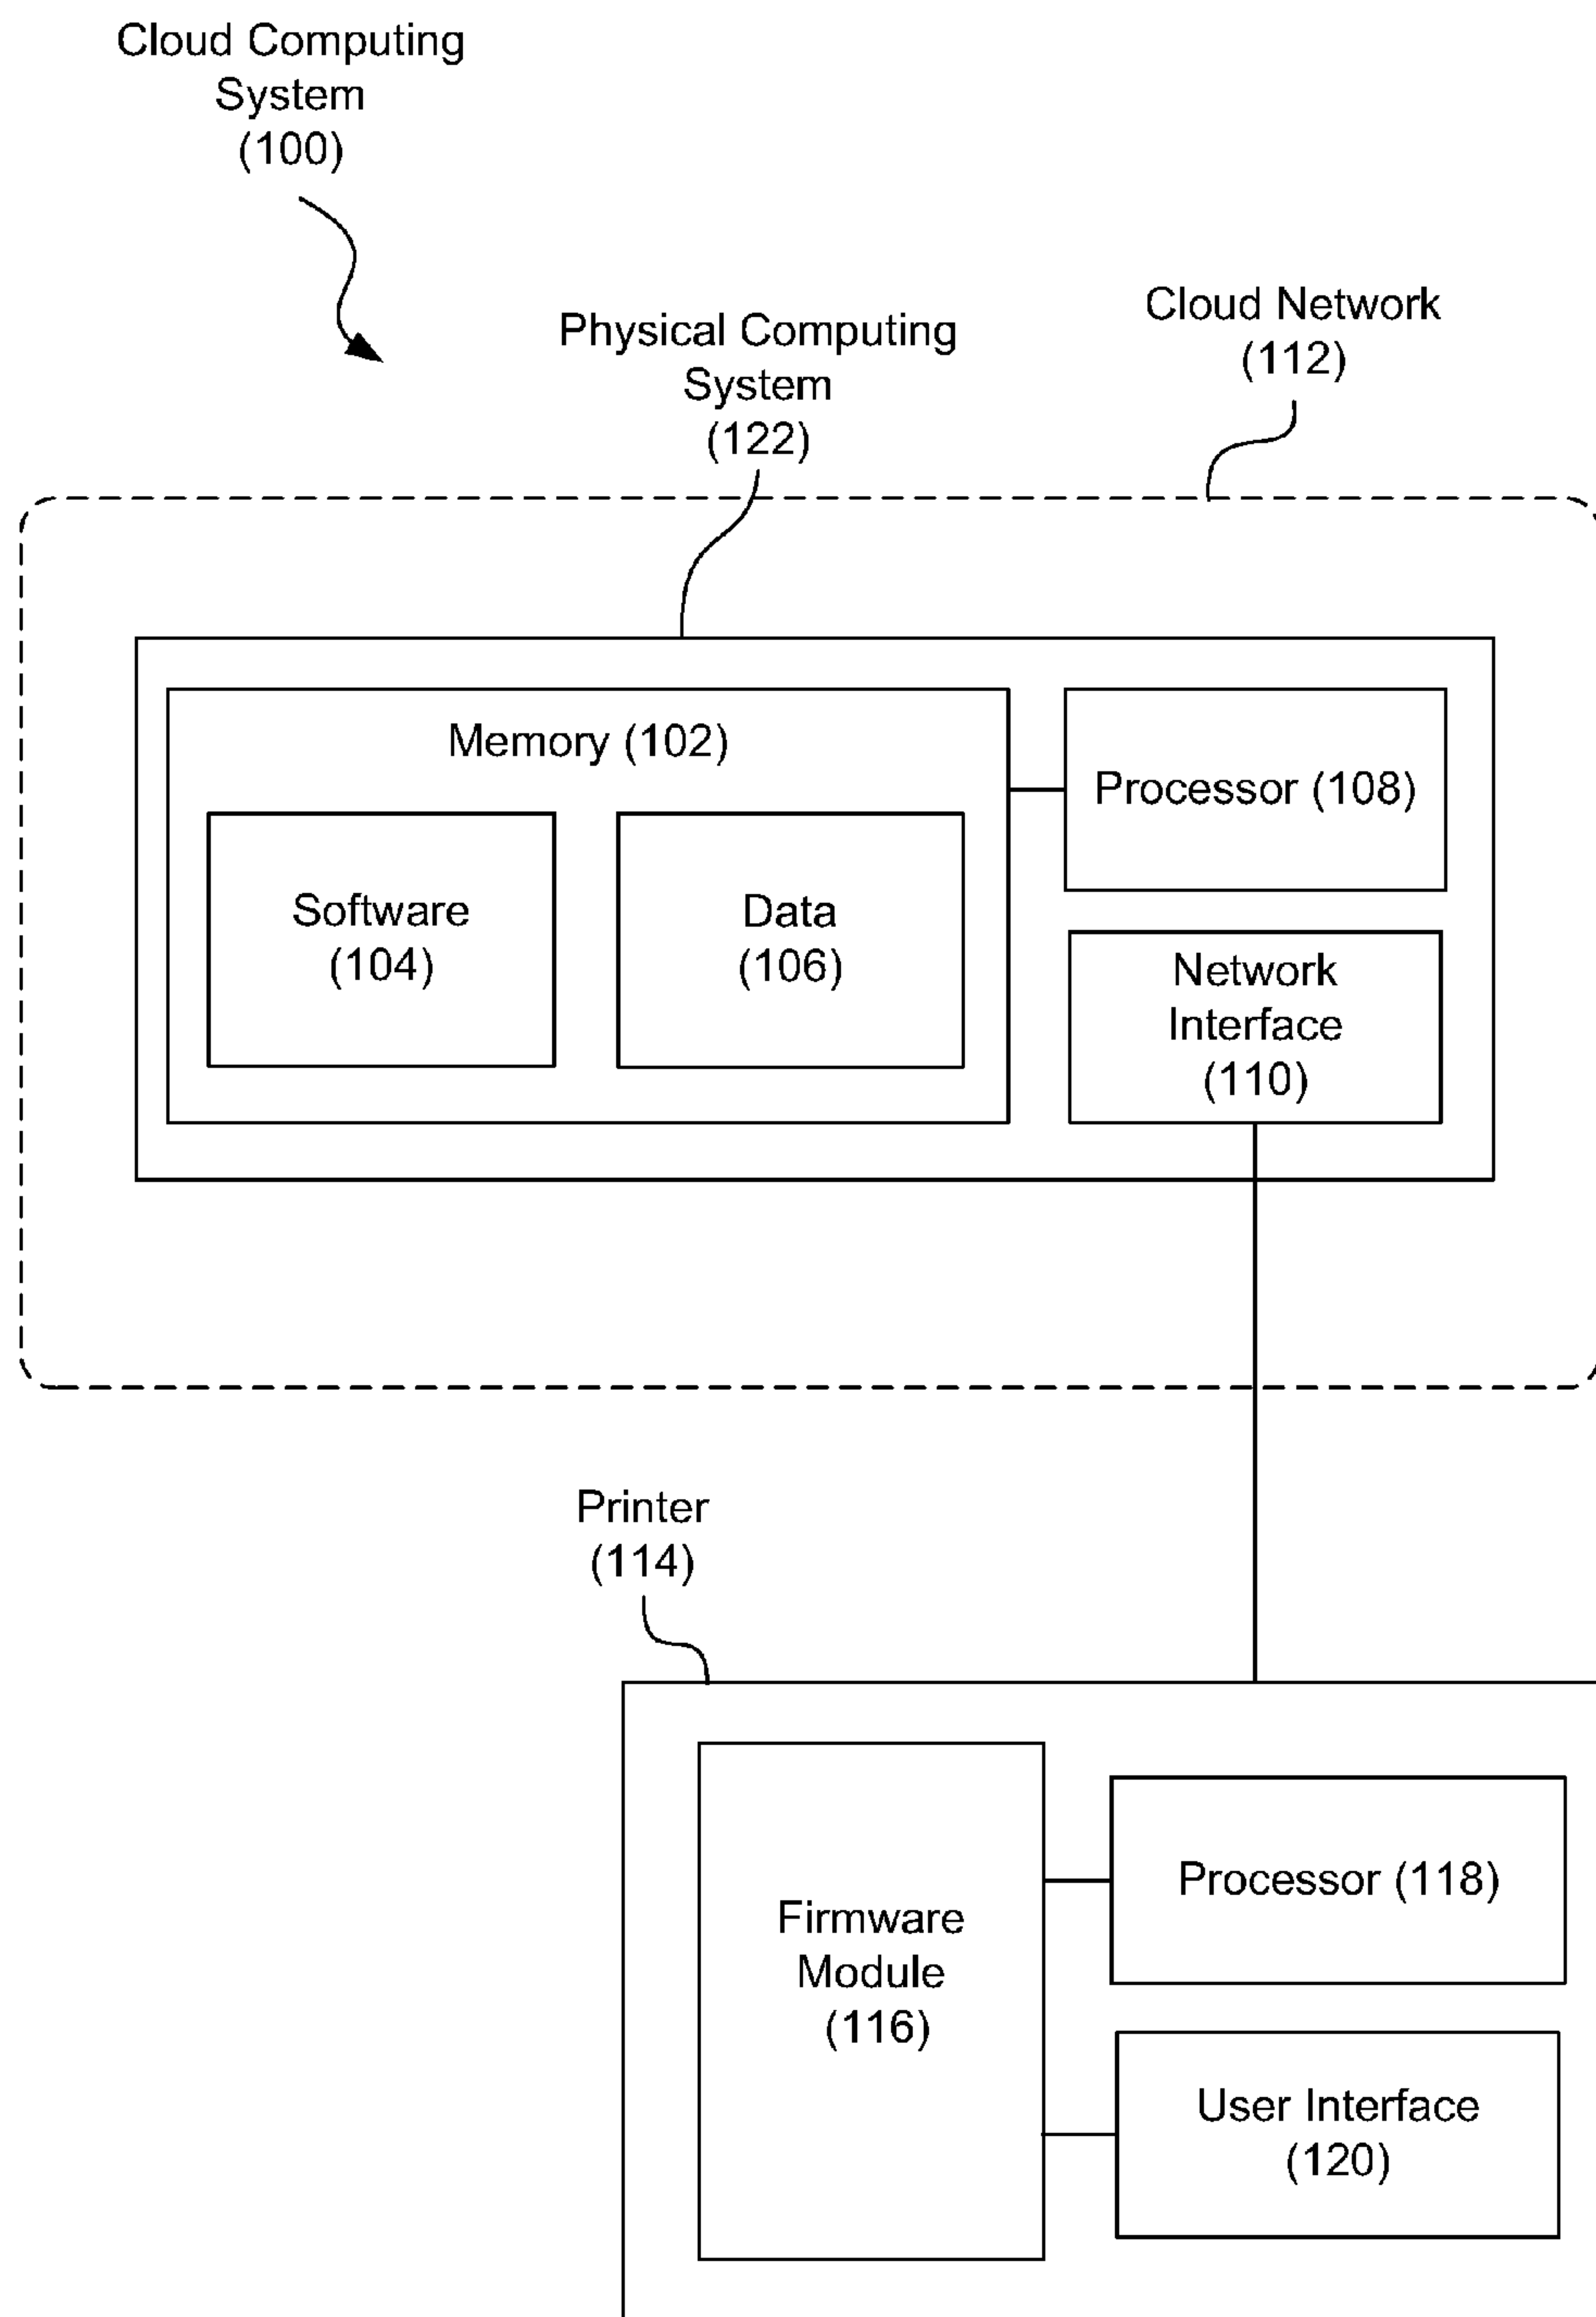 Cloud Computing
System
(100)
Cloud Network
(112)
Physical Computing
System
(122)
Memory (102)
Processor (108)
Software
(104)
Data
(106)
Network
Interface
(110)
Printer
(114)
Firmware
Module
(116)
Processor (118)
User Interface
(120)